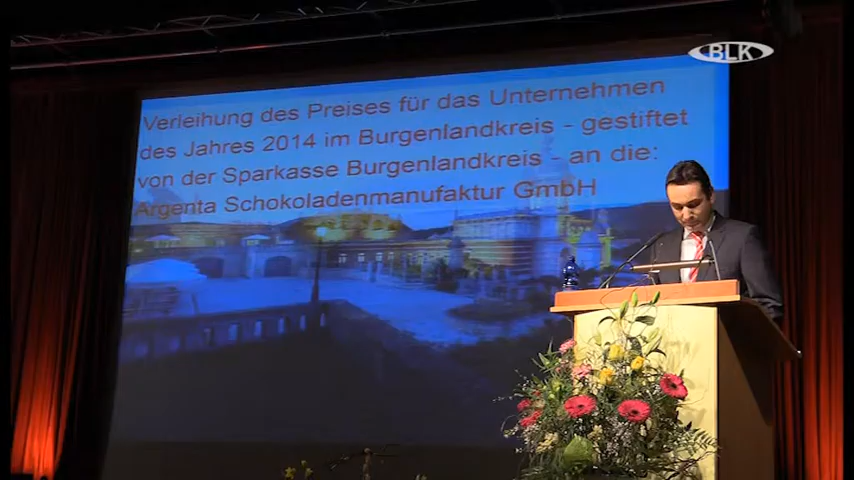 BLK
Verleihung des Preises für das Unternehmen
des Jahres 2014 im Burgenlandkreis - gestiftet
von der Sparkasse Burgenlandkreis - an die:
Argenta Schokoladenmanufaktur GmbH